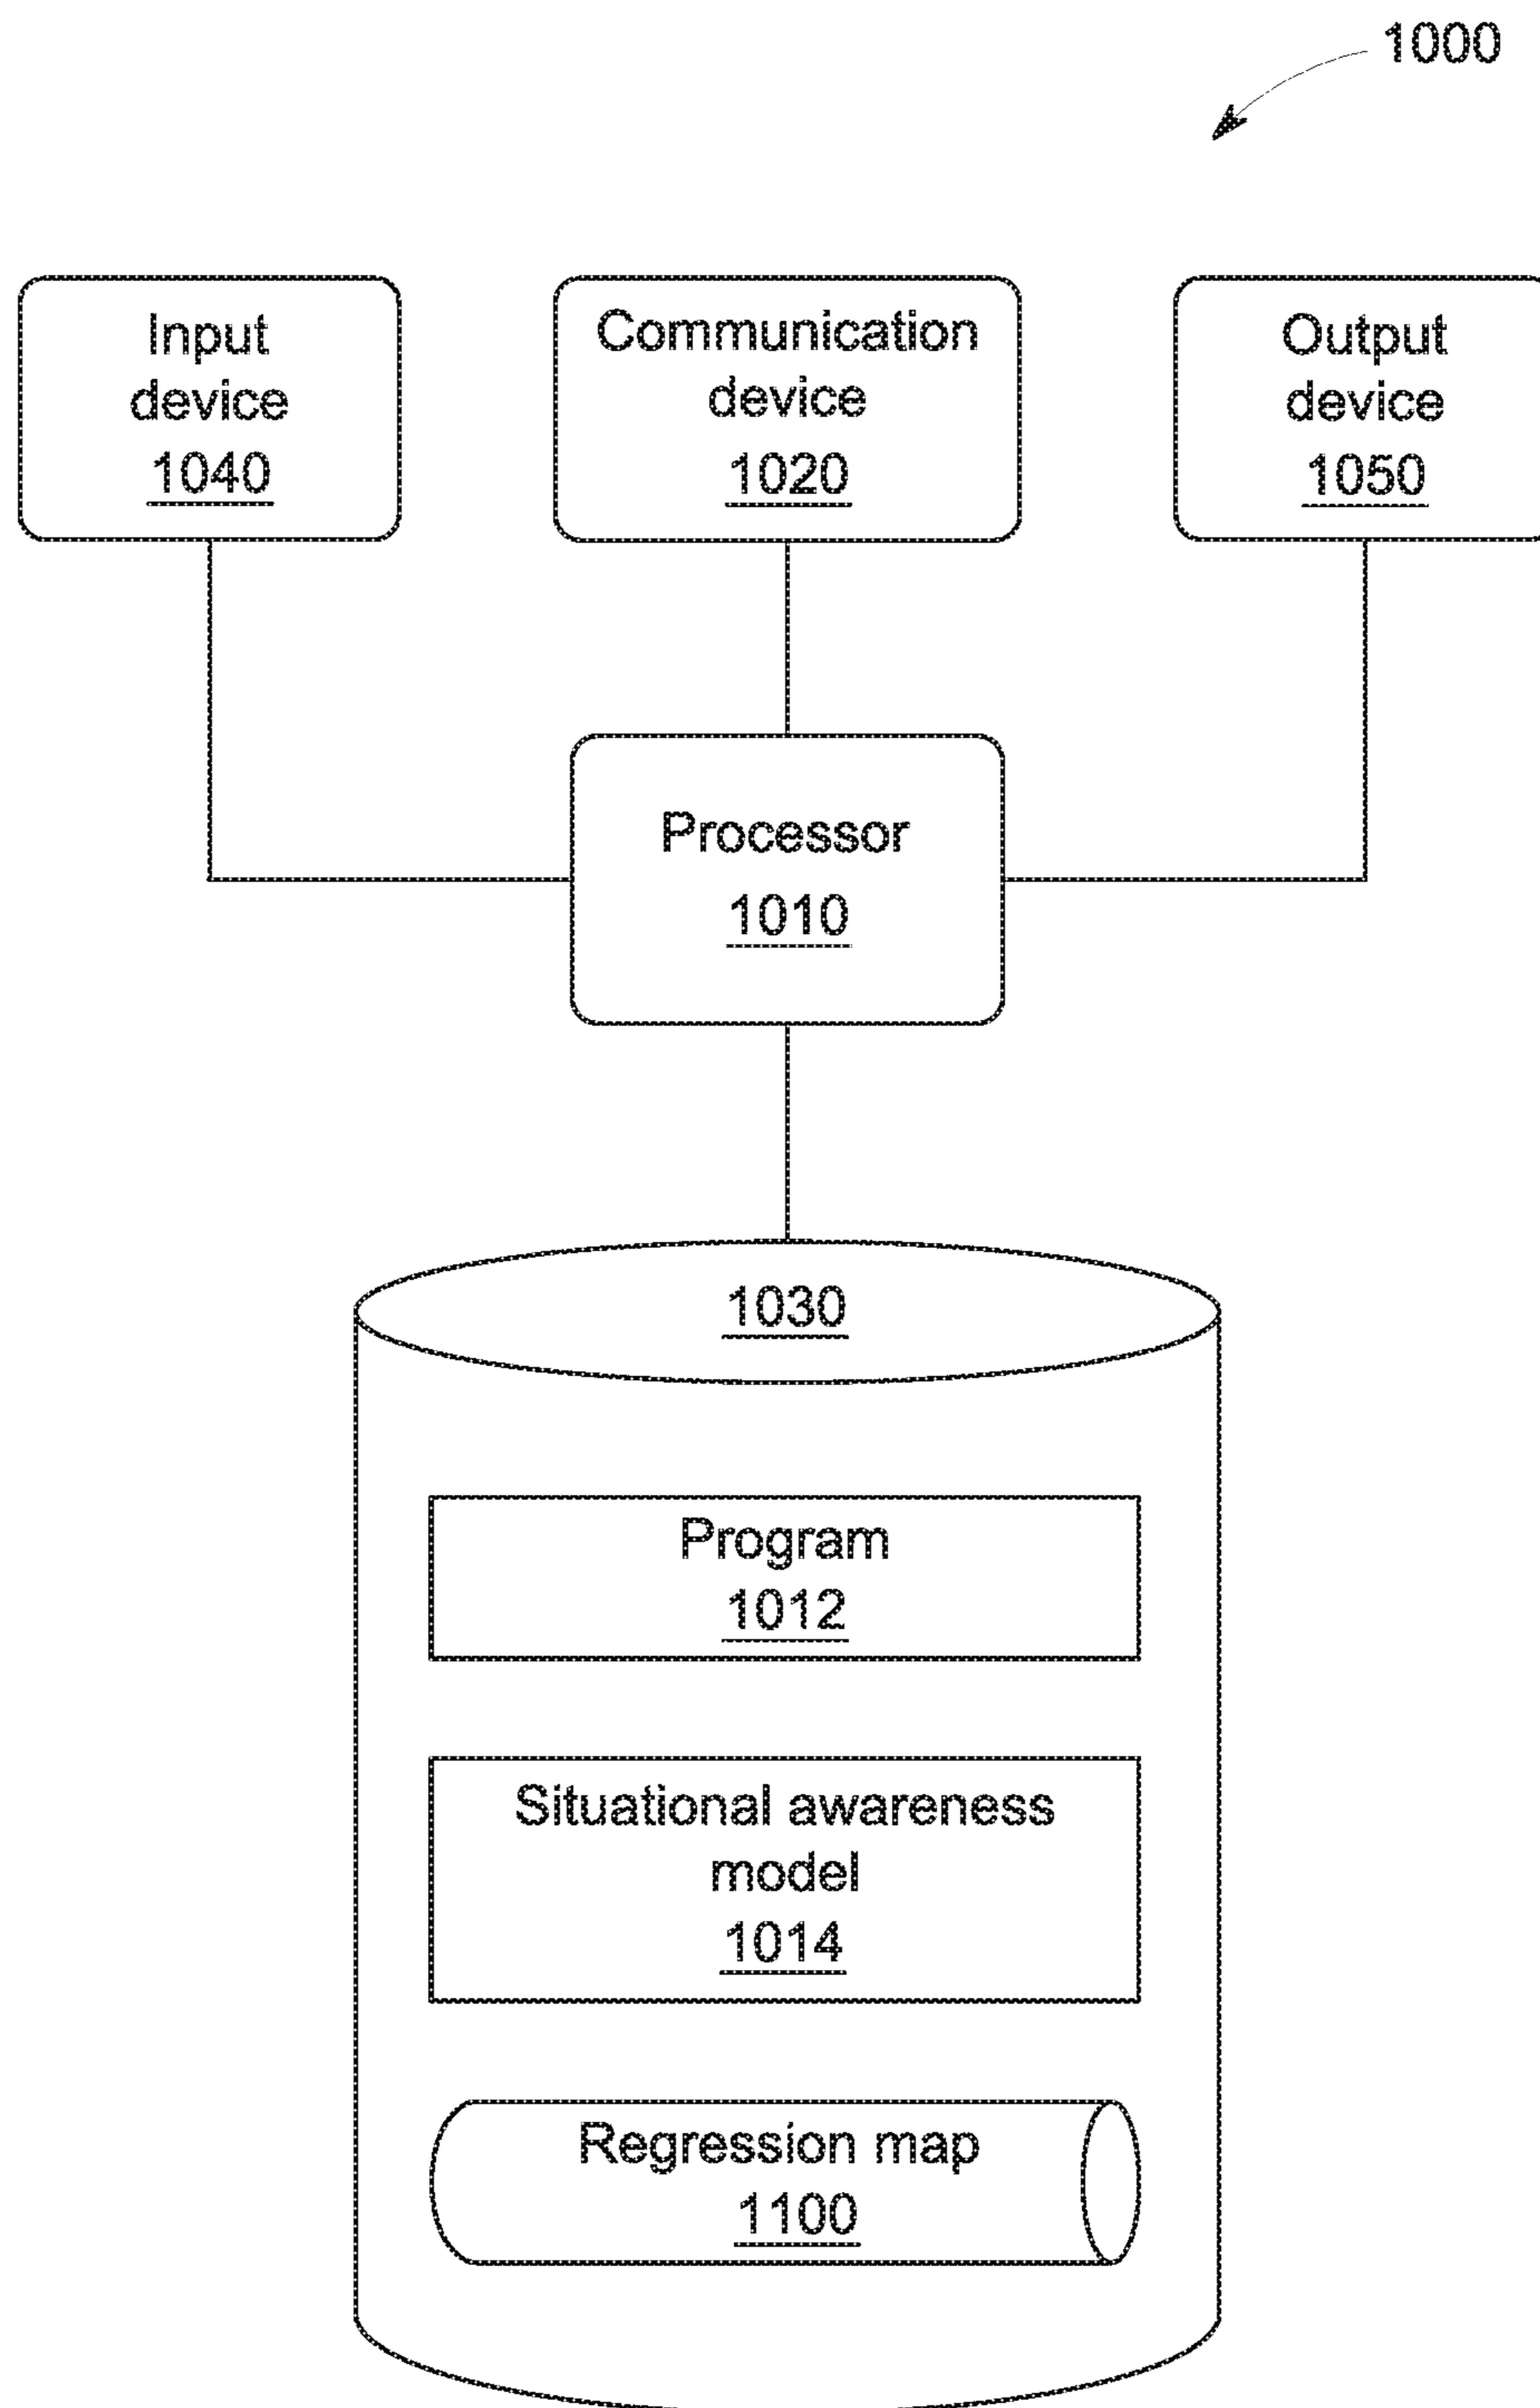 1000
Input
device
1040
Communication
device
1020
Output
device
1050
Processor
1010
1030
Program
1012
Situational awareness
model
1014
Regression map
1100